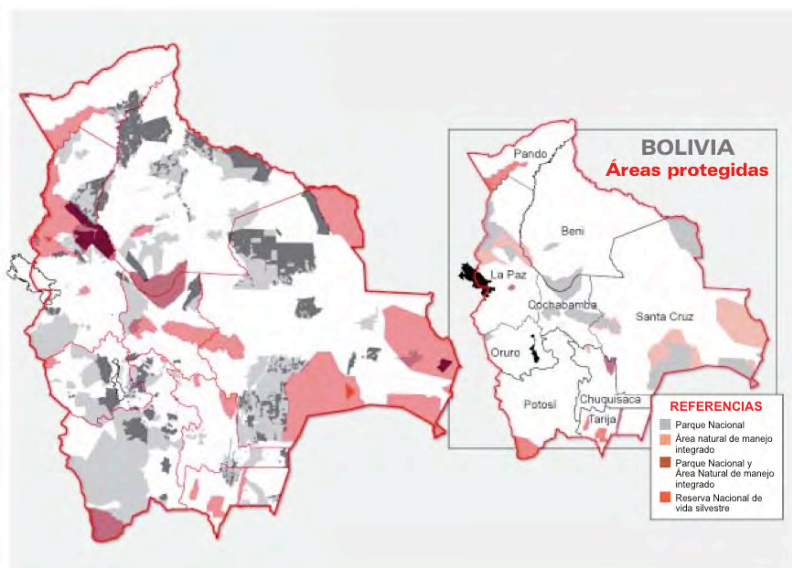 BOLIVIA
Áreas protegidas
Pando
Beni
La Paz
Cochabamba
Santa Cruz
Oruro
Potosí
Chuquisaca
Tarija
REFERENCIAS
Parque Nacional
Área natural de manejo
integrado
Parque Nacional y
Área Natural de manejo
integrado
Reserva Nacional de
vida silvestre